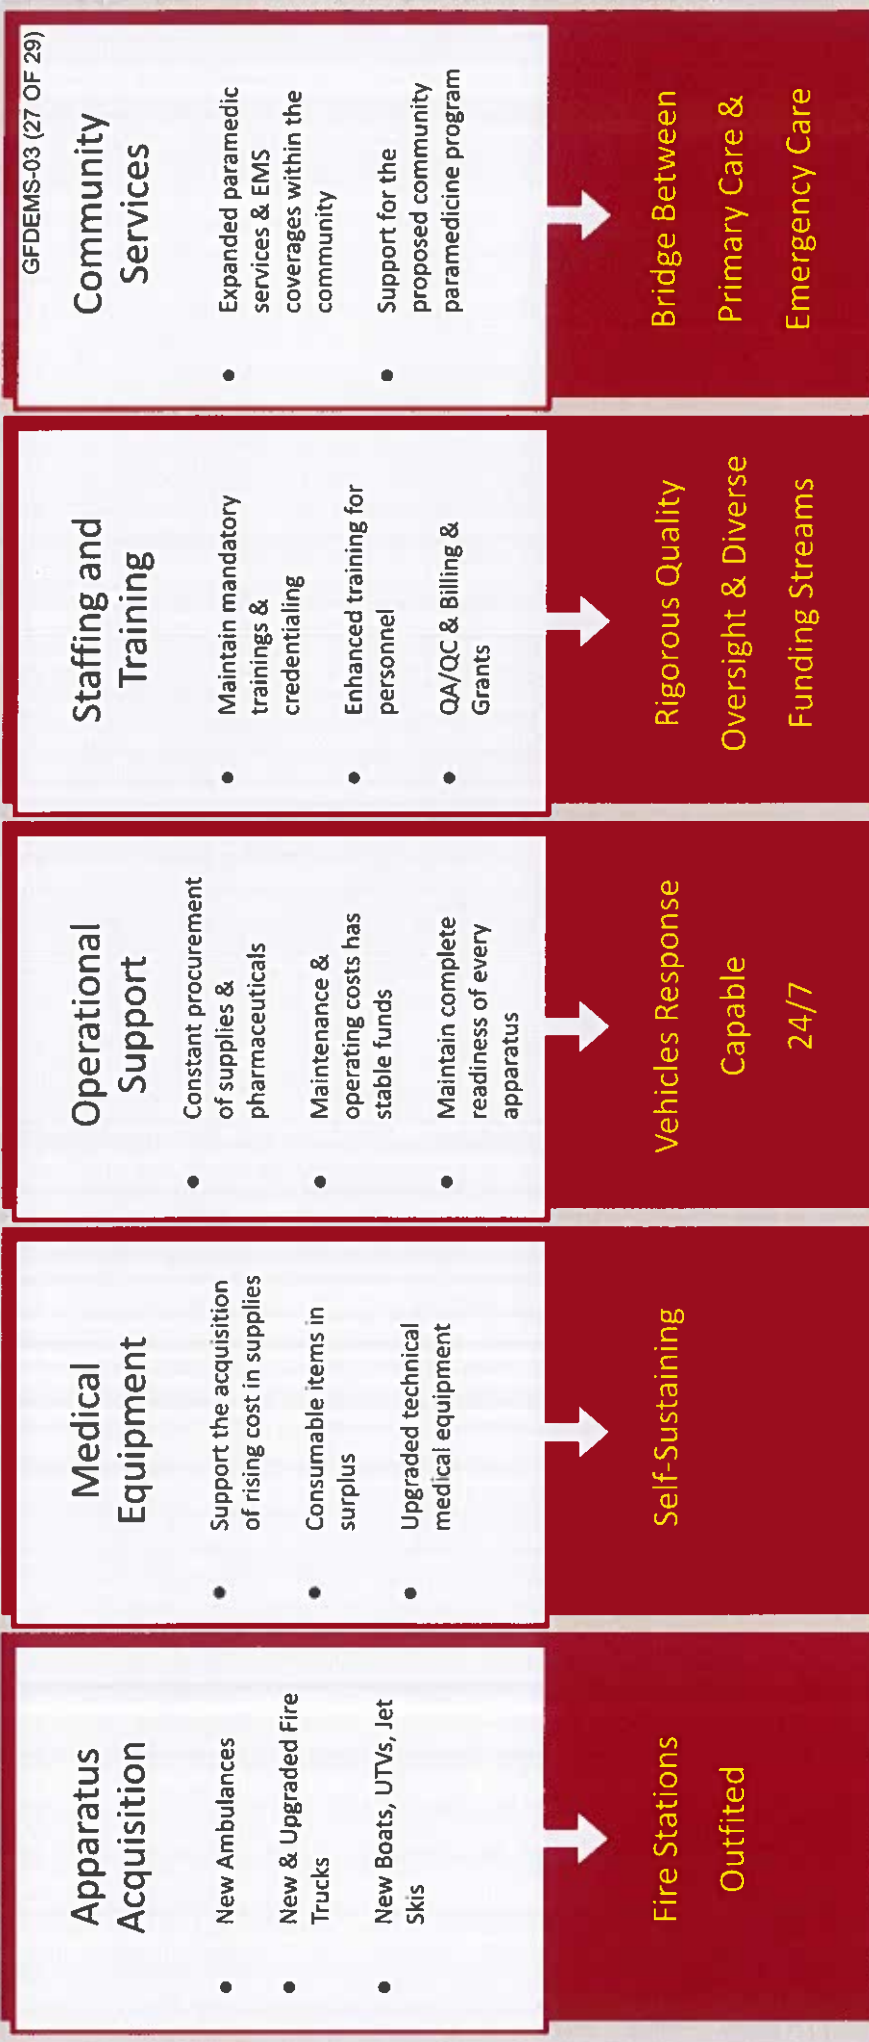 GFDEMS-03 (27 OF 29)
Apparatus
Acquisition
• New Ambulances
• New & Upgraded Fire
Trucks
• New Boats, UTVs, Jet
Skis
Fire Stations
Outfited
Medical
Equipment
• Support the acquisition
of rising cost in supplies
• Consumable items in
surplus
• Upgraded technical
medical equipment
Self-Sustaining
Operational
Support
• Constant procurement
of supplies &
pharmaceuticals
• Maintenance &
operating costs has
stable funds
• Maintain complete
readiness of every
apparatus
Vehicles Response
Capable
24/7
Staffing and
Training
• Maintain mandatory
trainings &
credentialing
• Enhanced training for
personnel
• QA/QC & Billing &
Grants
Rigorous Quality
Oversight & Diverse
Funding Streams
Community
Services
• Expanded paramedic
services & EMS
coverages within the
community
• Support for the
proposed community
paramedicine program
Bridge Between
Primary Care &
Emergency Care